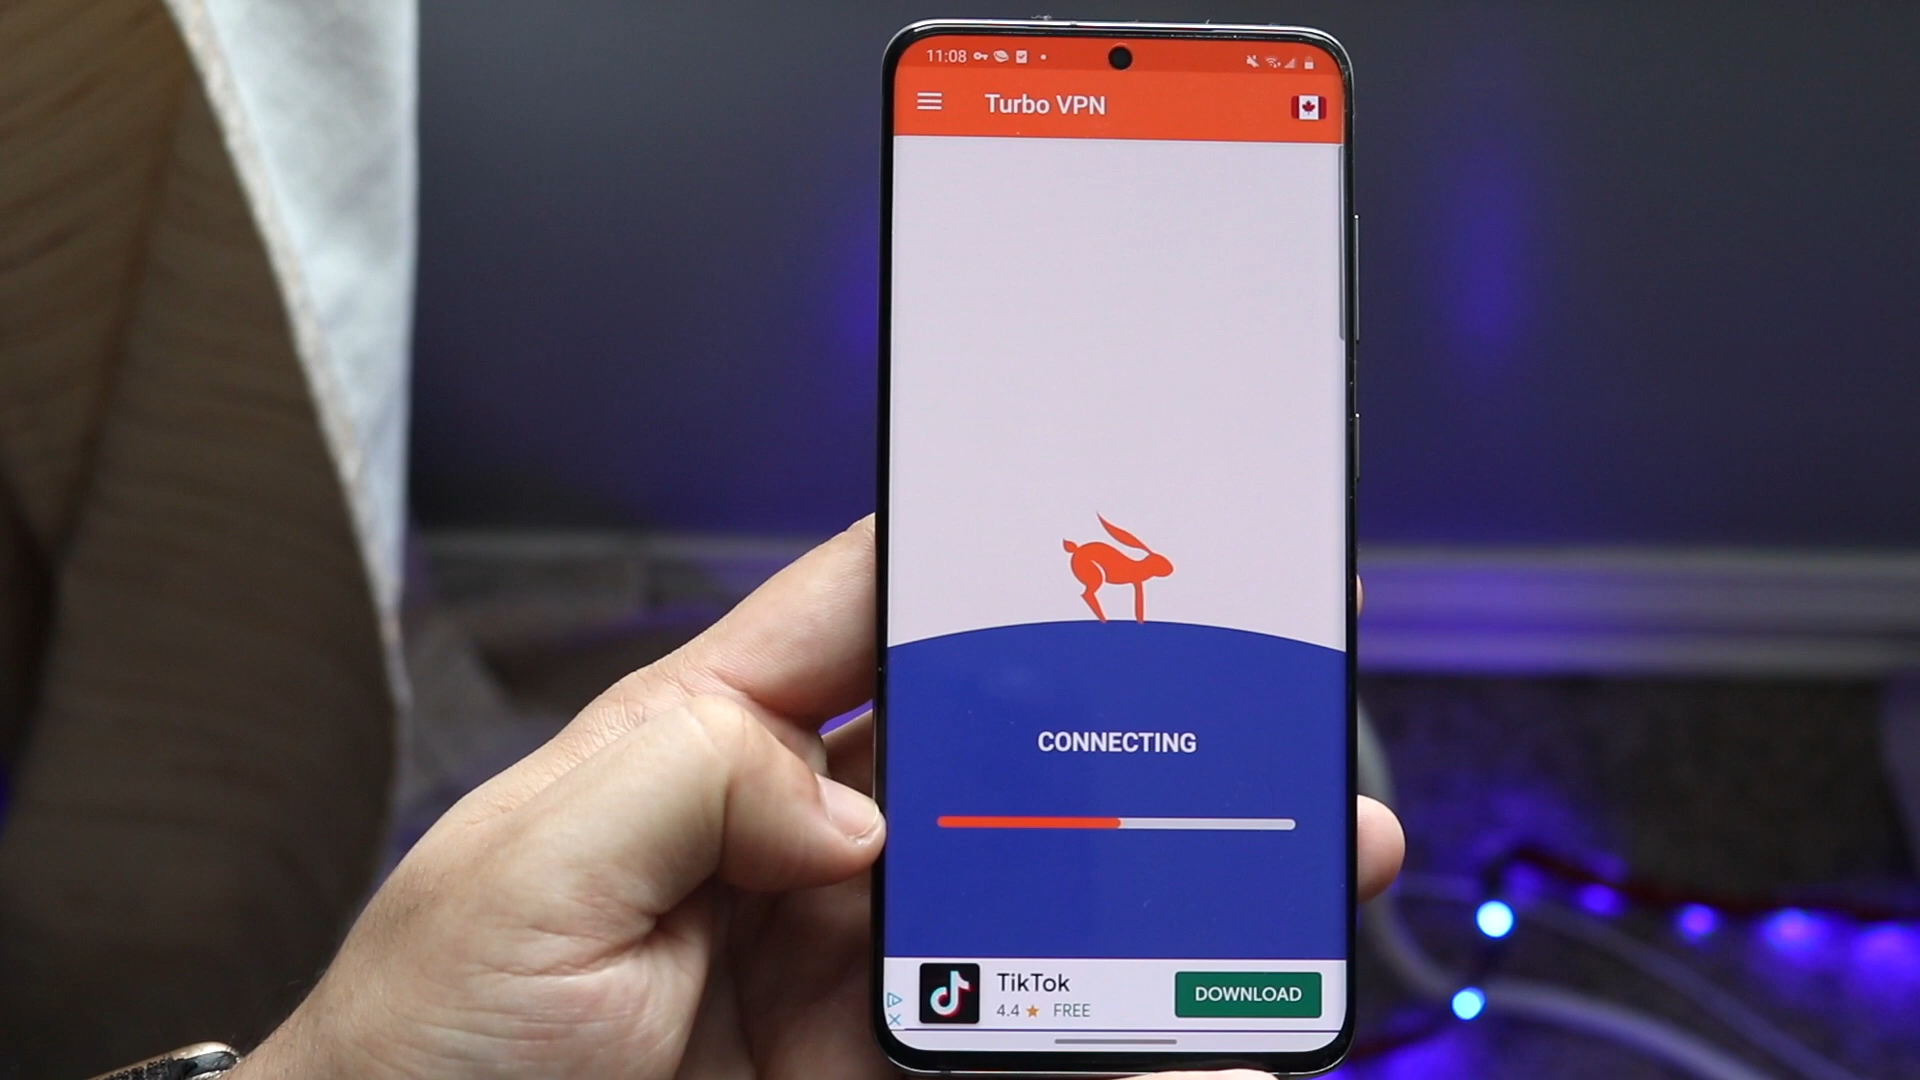 11:08
Turbo VPN
CONNECTING
TikTok
4.4 ★ FREE
DOWNLOAD